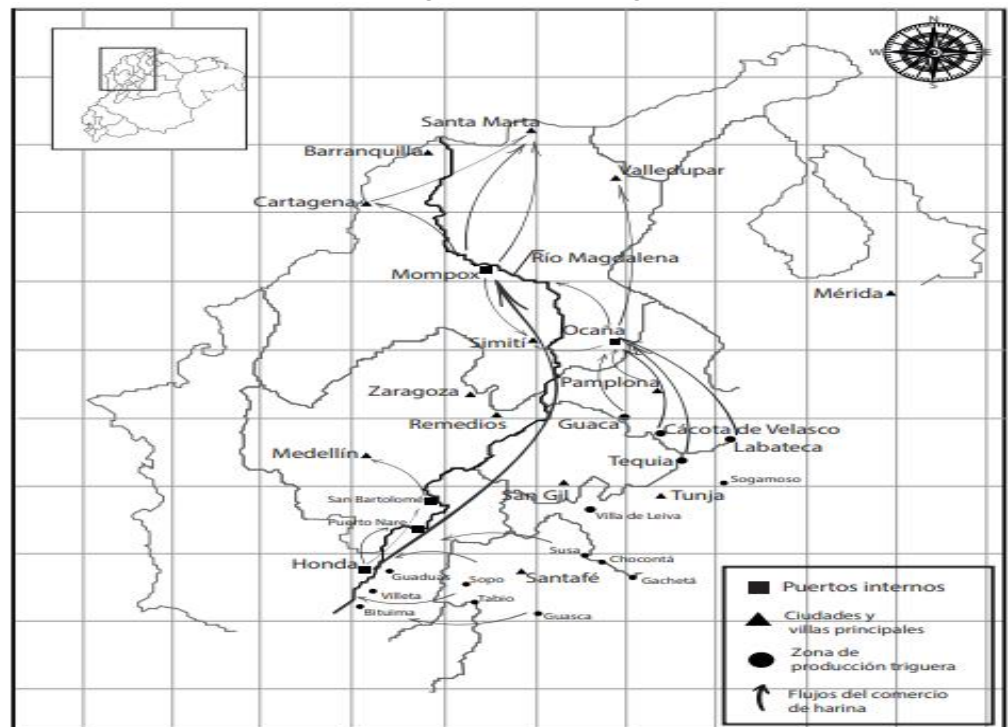 N
W
E
S
Santa Marta
Barranquilla
Valledupar
Cartagena
Río Magdalena
Mompox
Mérida
Ocaña
Simití
Pamplona
Zaragoza
Remedios
Guaca
Cácota de Velasco
Labateca
Medellín
Tequia
Sogamoso
San Bartolomé
San Gil
Tunja
Villa de Leiva
Puerto Nare
Susa
Chocontá
Honda
Guaduas
Sopo
Santafé
Gachetá
Villeta
Tabio
Bituima
Guasca
Puertos internos
Ciudades y
villas principales
Zona de
producción triguera
Flujos del comercio
de harina